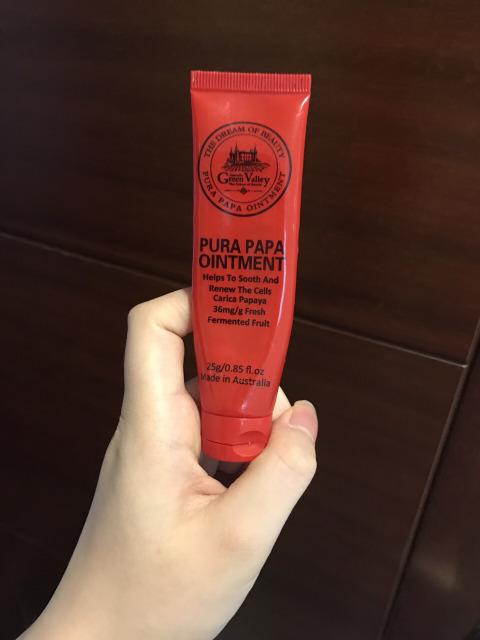 THE DREAM OF BEAUTY
Green Valley
PURA PAPA OINTMENT
PURA PAPA
OINTMENT
Helps To Sooth And
Renew The Cells
Carica Papaya
36mg/g Fresh
Fermented Fruit
25g/0.85 fl.oz
Made in Australia